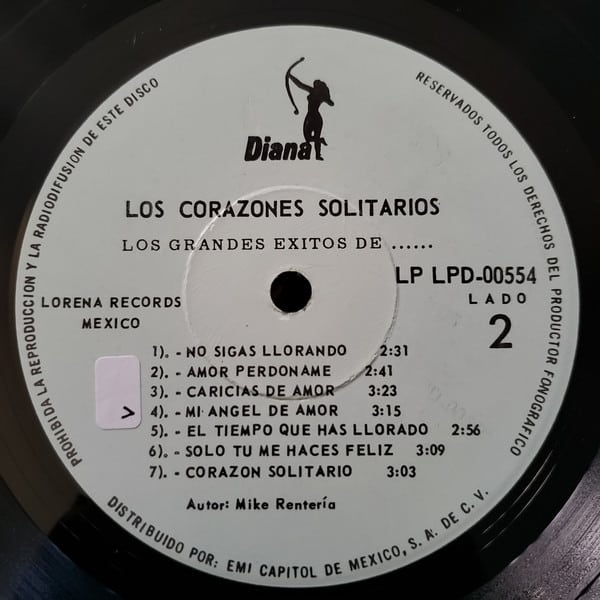 PROHIBIDA LA REPRODUCCION Y LA RADIODIFUSION DE ESTE DISCO
RESERVADOS TODOS LOS DERECHOS DEL PRODUCTOR FONOGRAFICO
Diana
LOS CORAZONES SOLITARIOS
LOS GRANDES EXITOS DE ......
LP LPD-00554
LORENA RECORDS
MEXICO
LADO
2
1). - NO SIGAS LLORANDO 2:31
2). - AMOR PERDONAME 2:41
3). - CARICIAS DE AMOR 3:23
4). - MI ANGEL DE AMOR 3:15
5). - EL TIEMPO QUE HAS LLORADO 2:56
6). - SOLO TU ME HACES FELIZ 3:09
7). - CORAZON SOLITARIO 3:03
>
Autor: Mike Rentería
DISTRIBUIDO POR: EMI CAPITOL DE MEXICO, S. A. DE C. V.